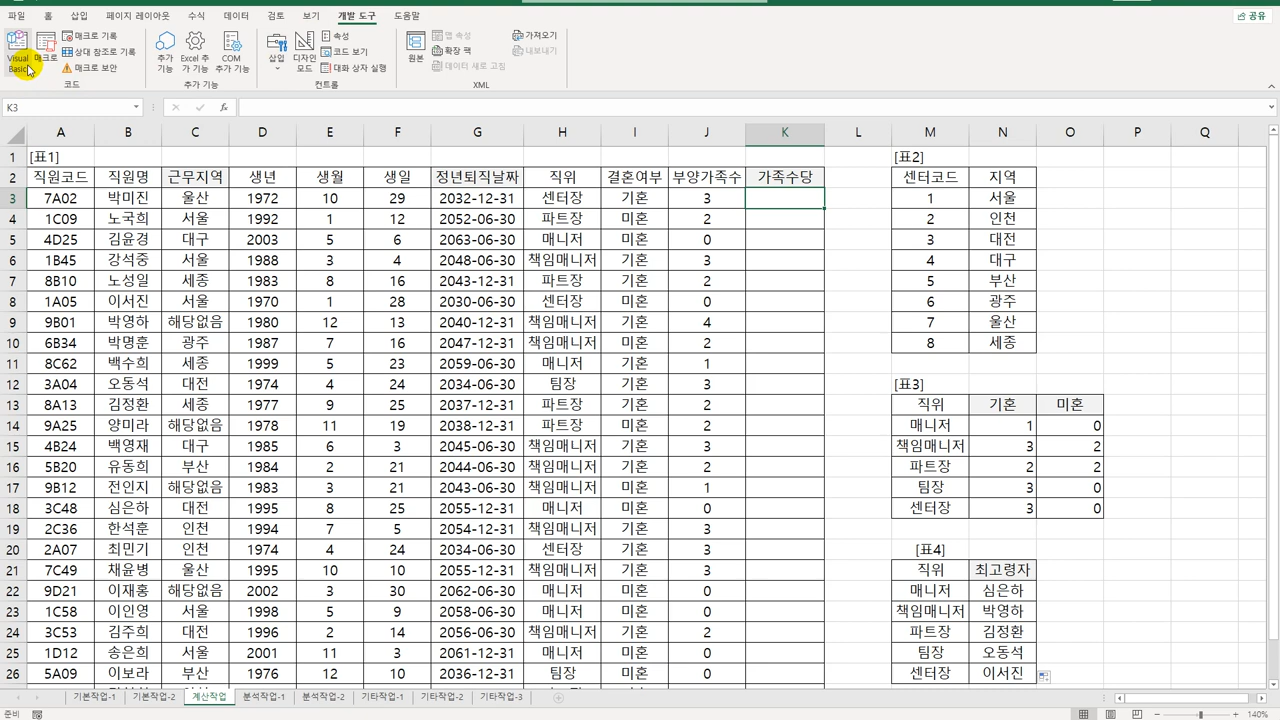 파일 홈 삽입 페이지 레이아웃 수식 데이터 검토 보기 개발 도구 도움말 공유
Visual Basic 매크로 매크로 기록 상대 참조로 기록 매크로 보안 코드
추가 기능 Excel 추가 기능 COM 추가 기능 추가 기능
삽입 디자인 모드 속성 코드 보기 대화 상자 실행 컨트롤
원본 맵 속성 확장 팩 데이터 새로 고침 가져오기 내보내기 XML
K3 fx
A B C D E F G H I J K L M N O P Q
1 [표1] [표2]
2 직원코드 직원명 근무지역 생년 생월 생일 정년퇴직날짜 직위 결혼여부 부양가족수 가족수당 센터코드 지역
3 7A02 박미진 울산 1972 10 29 2032-12-31 센터장 기혼 3 1 서울
4 1C09 노국희 서울 1992 1 12 2052-06-30 파트장 미혼 2 2 인천
5 4D25 김윤경 대구 2003 5 6 2063-06-30 매니저 미혼 0 3 대전
6 1B45 강석중 서울 1988 3 4 2048-06-30 책임매니저 기혼 3 4 대구
7 8B10 노성일 세종 1983 8 16 2043-12-31 파트장 기혼 2 5 부산
8 1A05 이서진 서울 1970 1 28 2030-06-30 센터장 미혼 0 6 광주
9 9B01 박영하 해당없음 1980 12 13 2040-12-31 책임매니저 기혼 4 7 울산
10 6B34 박명훈 광주 1987 7 16 2047-12-31 책임매니저 기혼 2 8 세종
11 8C62 백수희 세종 1999 5 23 2059-06-30 매니저 기혼 1
12 3A04 오동석 대전 1974 4 24 2034-06-30 팀장 기혼 3 [표3]
13 8A13 김정환 세종 1977 9 25 2037-12-31 파트장 기혼 2 직위 기혼 미혼
14 9A25 양미라 해당없음 1978 11 19 2038-12-31 파트장 미혼 2 매니저 1 0
15 4B24 백영재 대구 1985 6 3 2045-06-30 책임매니저 기혼 3 책임매니저 3 2
16 5B20 유동희 부산 1984 2 21 2044-06-30 책임매니저 기혼 2 파트장 2 2
17 9B12 전인지 해당없음 1983 3 21 2043-06-30 책임매니저 기혼 1 팀장 3 0
18 3C48 심은하 대전 1995 8 25 2055-12-31 매니저 미혼 0 센터장 3 0
19 2C36 한석훈 인천 1994 7 5 2054-12-31 책임매니저 기혼 3
20 2A07 최민기 인천 1974 4 24 2034-06-30 센터장 기혼 3 [표4]
21 7C49 채윤병 울산 1995 10 10 2055-12-31 책임매니저 기혼 3 직위 최고령자
22 9D21 이재홍 해당없음 2002 3 30 2062-06-30 매니저 미혼 0 매니저 심은하
23 1C58 이인영 서울 1998 5 9 2058-06-30 매니저 미혼 0 책임매니저 박영하
24 3C53 김주희 대전 1996 2 14 2056-06-30 책임매니저 미혼 2 파트장 김정환
25 1D12 송은희 서울 2001 11 3 2061-12-31 매니저 미혼 0 팀장 오동석
26 5A09 이보라 부산 1976 12 10 2036-12-31 팀장 미혼 0 센터장 이서진
기본작업-1 기본작업-2 계산작업 분석작업-1 분석작업-2 기타작업-1 기타작업-2 기타작업-3
준비 140%